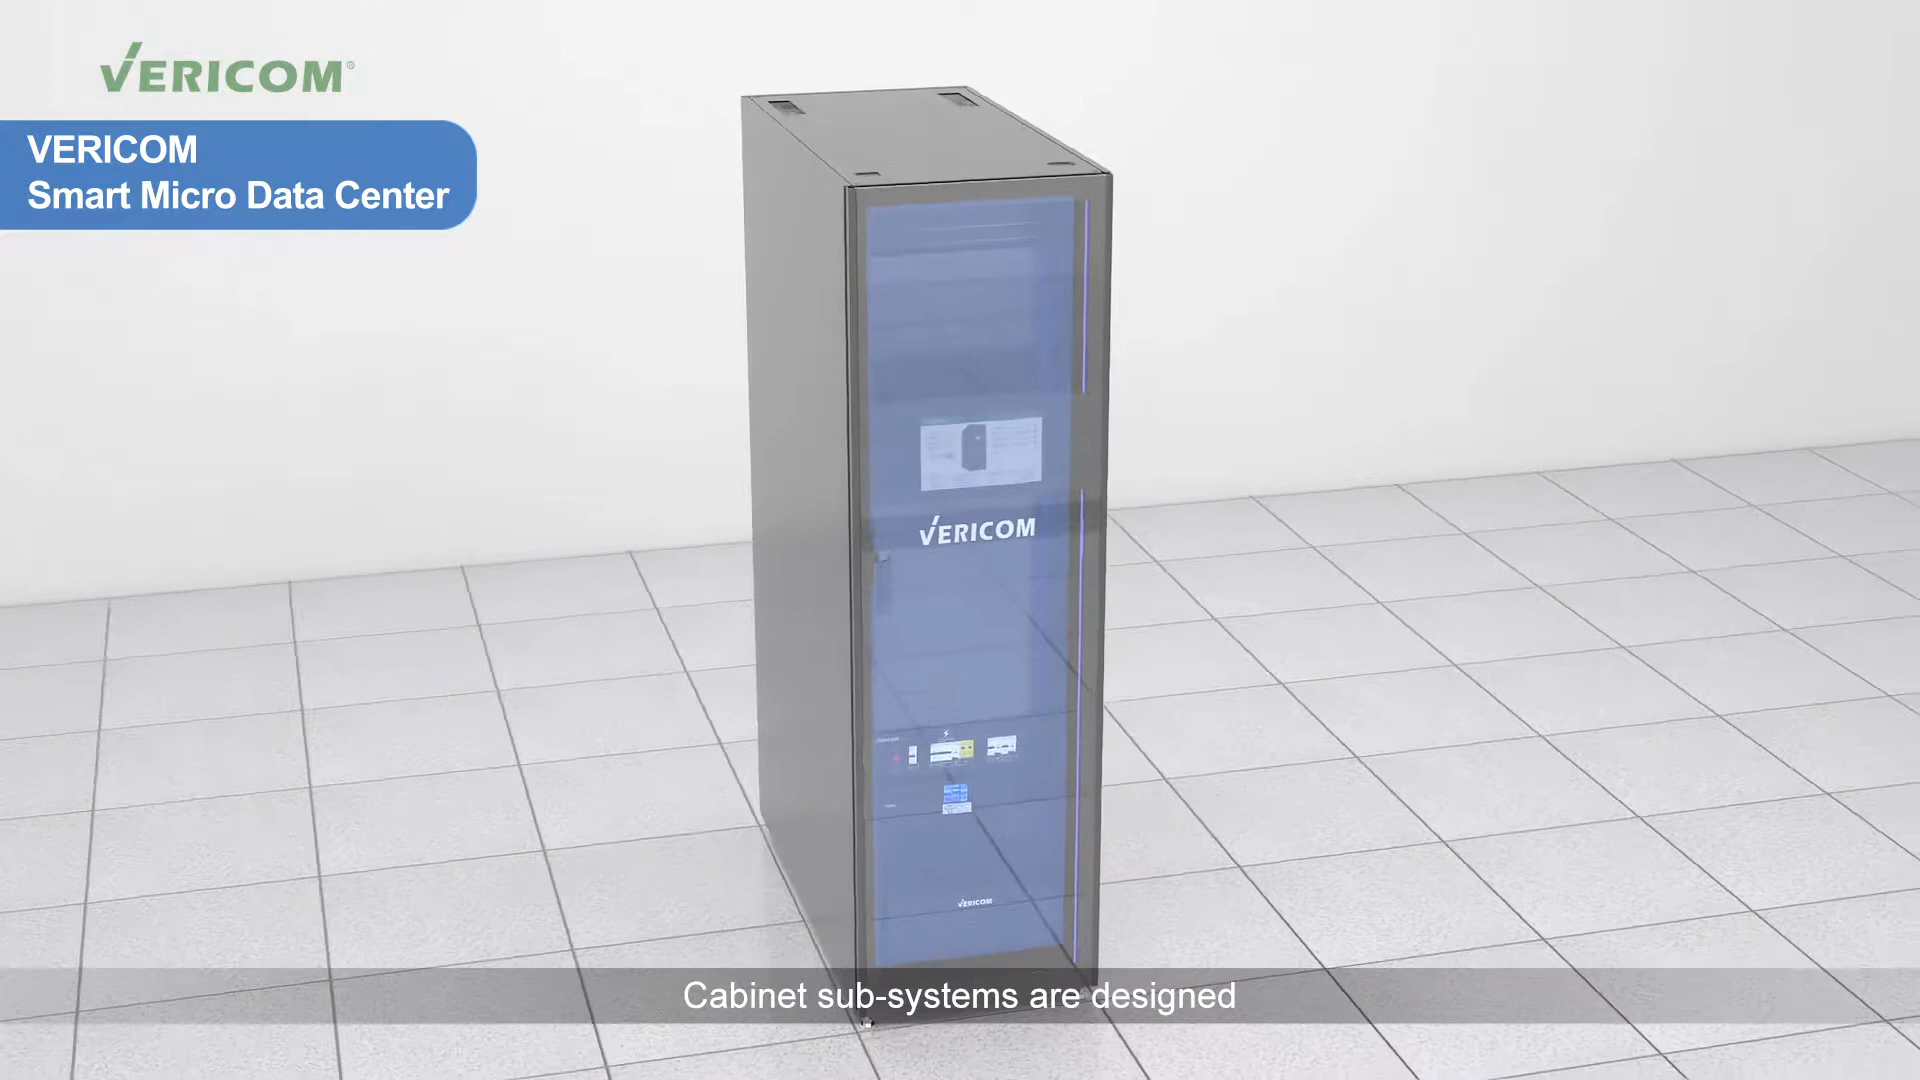 VERICOM®
VERICOM
Smart Micro Data Center
VERICOM
VERICOM
Cabinet sub-systems are designed